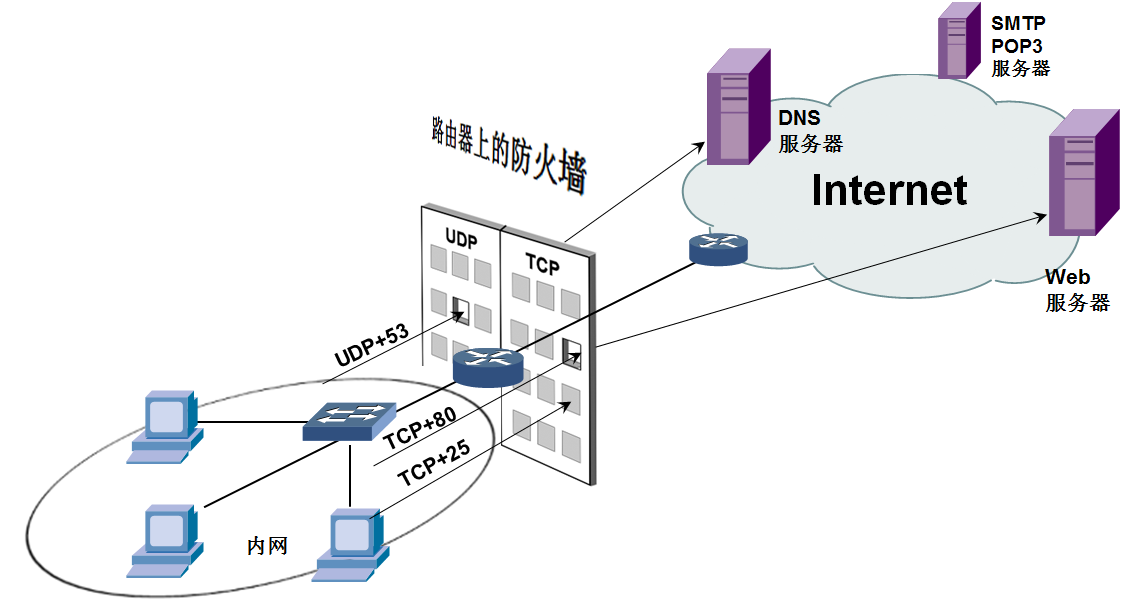 SMTP
POP3
服务器
DNS
服务器
路由器上的防火墙
Internet
UDP
TCP
Web
服务器
UDP+53
TCP+80
TCP+25
内网